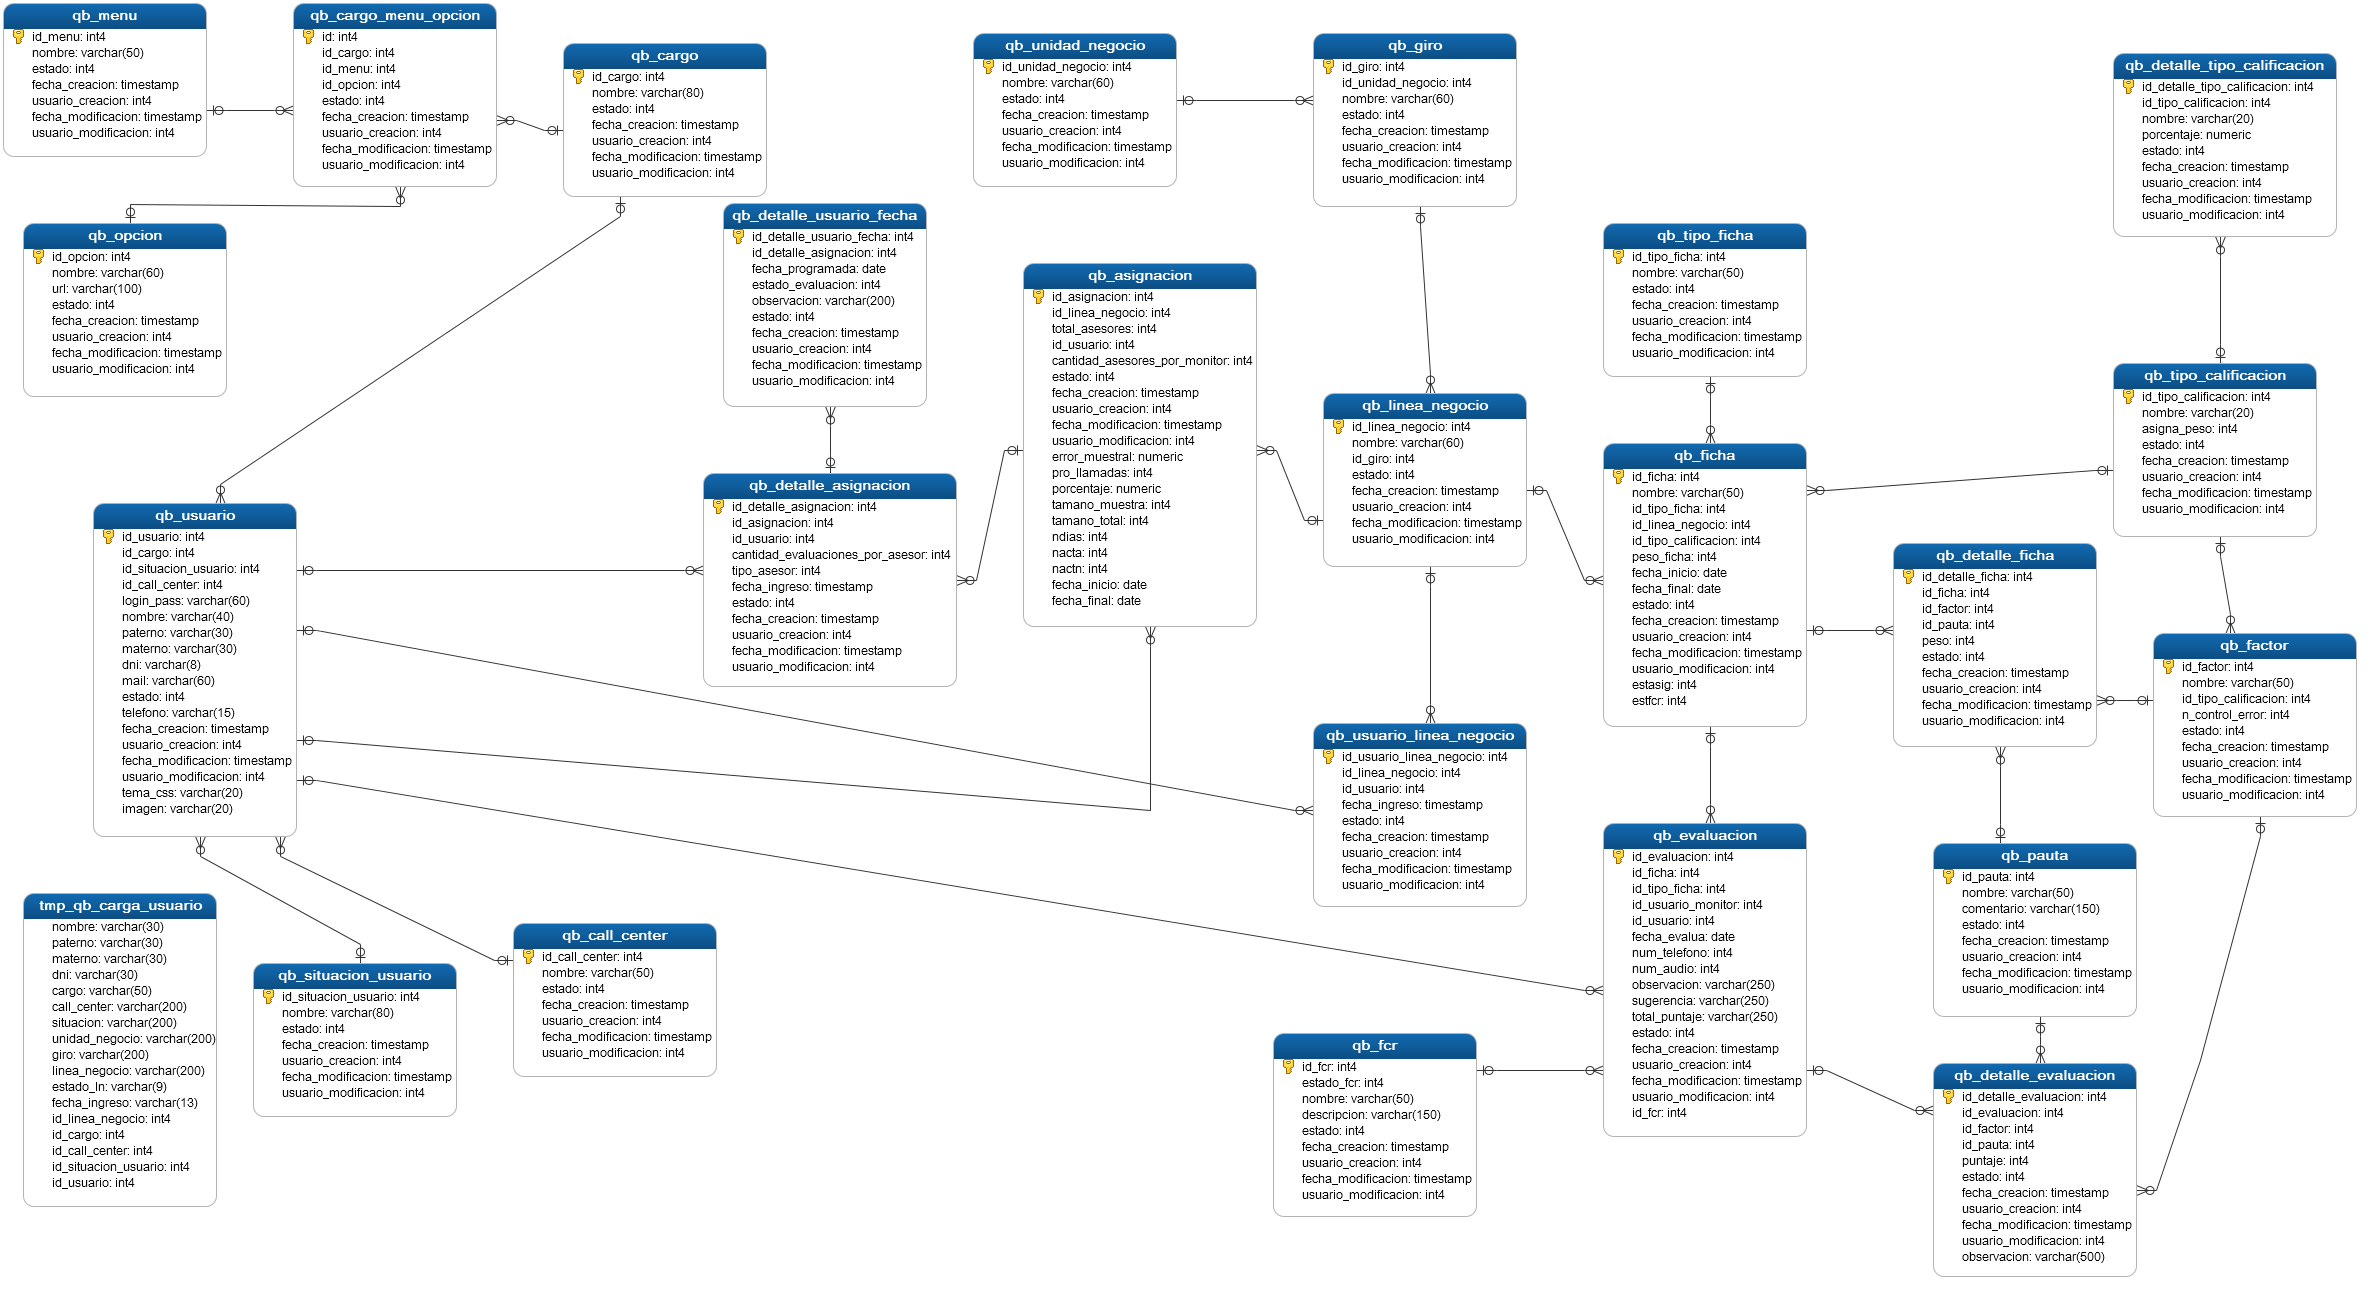 qb_menu
id_menu: int4
nombre: varchar(50)
estado: int4
fecha_creacion: timestamp
usuario_creacion: int4
fecha_modificacion: timestamp
usuario_modificacion: int4
qb_cargo_menu_opcion
id: int4
id_cargo: int4
id_menu: int4
id_opcion: int4
estado: int4
fecha_creacion: timestamp
usuario_creacion: int4
fecha_modificacion: timestamp
usuario_modificacion: int4
qb_cargo
id_cargo: int4
nombre: varchar(80)
estado: int4
fecha_creacion: timestamp
usuario_creacion: int4
fecha_modificacion: timestamp
usuario_modificacion: int4
qb_unidad_negocio
id_unidad_negocio: int4
nombre: varchar(60)
estado: int4
fecha_creacion: timestamp
usuario_creacion: int4
fecha_modificacion: timestamp
usuario_modificacion: int4
qb_giro
id_giro: int4
id_unidad_negocio: int4
nombre: varchar(60)
estado: int4
fecha_creacion: timestamp
usuario_creacion: int4
fecha_modificacion: timestamp
usuario_modificacion: int4
qb_detalle_tipo_calificacion
id_detalle_tipo_calificacion: int4
id_tipo_calificacion: int4
nombre: varchar(20)
porcentaje: numeric
estado: int4
fecha_creacion: timestamp
usuario_creacion: int4
fecha_modificacion: timestamp
usuario_modificacion: int4
qb_opcion
id_opcion: int4
nombre: varchar(60)
url: varchar(100)
estado: int4
fecha_creacion: timestamp
usuario_creacion: int4
fecha_modificacion: timestamp
usuario_modificacion: int4
qb_detalle_usuario_fecha
id_detalle_usuario_fecha: int4
id_detalle_asignacion: int4
fecha_programada: date
estado_evaluacion: int4
observacion: varchar(200)
estado: int4
fecha_creacion: timestamp
usuario_creacion: int4
fecha_modificacion: timestamp
usuario_modificacion: int4
qb_asignacion
id_asignacion: int4
id_linea_negocio: int4
total_asesores: int4
id_usuario: int4
cantidad_asesores_por_monitor: int4
estado: int4
fecha_creacion: timestamp
usuario_creacion: int4
fecha_modificacion: timestamp
usuario_modificacion: int4
error_muestral: numeric
pro_llamadas: int4
porcentaje: numeric
tamano_muestra: int4
tamano_total: int4
ndias: int4
nacta: int4
nactn: int4
fecha_inicio: date
fecha_final: date
qb_tipo_ficha
id_tipo_ficha: int4
nombre: varchar(50)
estado: int4
fecha_creacion: timestamp
usuario_creacion: int4
fecha_modificacion: timestamp
usuario_modificacion: int4
qb_linea_negocio
id_linea_negocio: int4
nombre: varchar(60)
id_giro: int4
estado: int4
fecha_creacion: timestamp
usuario_creacion: int4
fecha_modificacion: timestamp
usuario_modificacion: int4
qb_tipo_calificacion
id_tipo_calificacion: int4
nombre: varchar(20)
asigna_peso: int4
estado: int4
fecha_creacion: timestamp
usuario_creacion: int4
fecha_modificacion: timestamp
usuario_modificacion: int4
qb_ficha
id_ficha: int4
nombre: varchar(50)
id_tipo_ficha: int4
id_linea_negocio: int4
id_tipo_calificacion: int4
peso_ficha: int4
fecha_inicio: date
fecha_final: date
estado: int4
fecha_creacion: timestamp
usuario_creacion: int4
fecha_modificacion: timestamp
usuario_modificacion: int4
estasig: int4
estfcr: int4
qb_detalle_asignacion
id_detalle_asignacion: int4
id_asignacion: int4
id_usuario: int4
cantidad_evaluaciones_por_asesor: int4
tipo_asesor: int4
fecha_ingreso: timestamp
estado: int4
fecha_creacion: timestamp
usuario_creacion: int4
fecha_modificacion: timestamp
usuario_modificacion: int4
qb_usuario
id_usuario: int4
id_cargo: int4
id_situacion_usuario: int4
id_call_center: int4
login_pass: varchar(60)
nombre: varchar(40)
paterno: varchar(30)
materno: varchar(30)
dni: varchar(8)
mail: varchar(60)
estado: int4
telefono: varchar(15)
fecha_creacion: timestamp
usuario_creacion: int4
fecha_modificacion: timestamp
usuario_modificacion: int4
tema_css: varchar(20)
imagen: varchar(20)
qb_detalle_ficha
id_detalle_ficha: int4
id_ficha: int4
id_factor: int4
id_pauta: int4
peso: int4
estado: int4
fecha_creacion: timestamp
usuario_creacion: int4
fecha_modificacion: timestamp
usuario_modificacion: int4
qb_factor
id_factor: int4
nombre: varchar(50)
id_tipo_calificacion: int4
n_control_error: int4
estado: int4
fecha_creacion: timestamp
usuario_creacion: int4
fecha_modificacion: timestamp
usuario_modificacion: int4
qb_usuario_linea_negocio
id_usuario_linea_negocio: int4
id_linea_negocio: int4
id_usuario: int4
fecha_ingreso: timestamp
estado: int4
fecha_creacion: timestamp
usuario_creacion: int4
fecha_modificacion: timestamp
usuario_modificacion: int4
qb_evaluacion
id_evaluacion: int4
id_ficha: int4
id_tipo_ficha: int4
id_usuario_monitor: int4
id_usuario: int4
fecha_evalua: date
num_telefono: int4
num_audio: int4
observacion: varchar(250)
sugerencia: varchar(250)
total_puntaje: varchar(250)
estado: int4
fecha_creacion: timestamp
usuario_creacion: int4
fecha_modificacion: timestamp
usuario_modificacion: int4
id_fcr: int4
qb_pauta
id_pauta: int4
nombre: varchar(50)
comentario: varchar(150)
estado: int4
fecha_creacion: timestamp
usuario_creacion: int4
fecha_modificacion: timestamp
usuario_modificacion: int4
tmp_qb_carga_usuario
nombre: varchar(30)
paterno: varchar(30)
materno: varchar(30)
dni: varchar(30)
cargo: varchar(50)
call_center: varchar(200)
situacion: varchar(200)
unidad_negocio: varchar(200)
giro: varchar(200)
linea_negocio: varchar(200)
estado_ln: varchar(9)
fecha_ingreso: varchar(13)
id_linea_negocio: int4
id_cargo: int4
id_call_center: int4
id_situacion_usuario: int4
id_usuario: int4
qb_situacion_usuario
id_situacion_usuario: int4
nombre: varchar(80)
estado: int4
fecha_creacion: timestamp
usuario_creacion: int4
fecha_modificacion: timestamp
usuario_modificacion: int4
qb_call_center
id_call_center: int4
nombre: varchar(50)
estado: int4
fecha_creacion: timestamp
usuario_creacion: int4
fecha_modificacion: timestamp
usuario_modificacion: int4
qb_fcr
id_fcr: int4
estado_fcr: int4
nombre: varchar(50)
descripcion: varchar(150)
estado: int4
fecha_creacion: timestamp
usuario_creacion: int4
fecha_modificacion: timestamp
usuario_modificacion: int4
qb_detalle_evaluacion
id_detalle_evaluacion: int4
id_evaluacion: int4
id_factor: int4
id_pauta: int4
puntaje: int4
estado: int4
fecha_creacion: timestamp
usuario_creacion: int4
fecha_modificacion: timestamp
usuario_modificacion: int4
observacion: varchar(500)